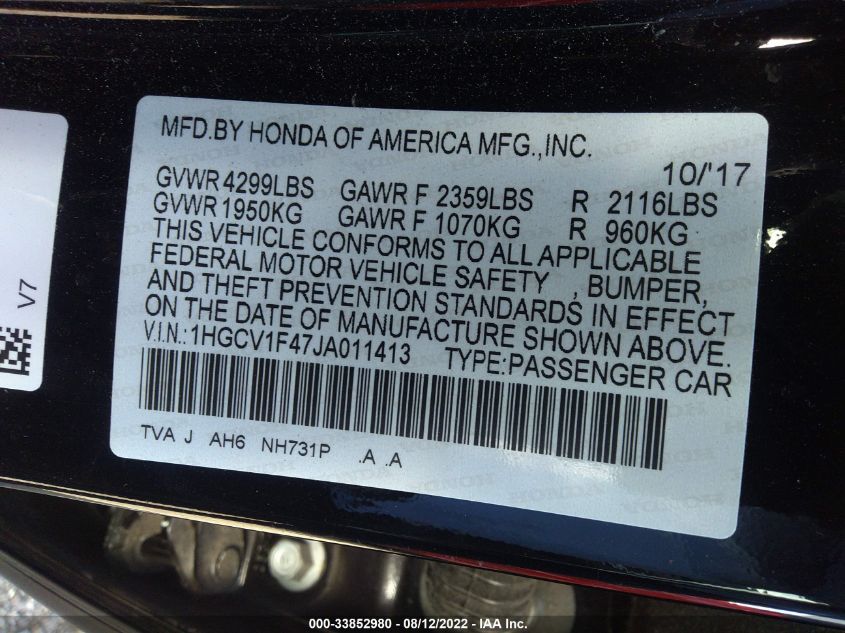 MFD.BY HONDA OF AMERICA MFG.,INC.
10/'17
GVWR 4299LBS GAWR F 2359LBS R 2116LBS
GVWR 1950KG GAWR F 1070KG R 960KG
THIS VEHICLE CONFORMS TO ALL APPLICABLE
FEDERAL MOTOR VEHICLE SAFETY , BUMPER,
AND THEFT PREVENTION STANDARDS IN EFFECT
ON THE DATE OF MANUFACTURE SHOWN ABOVE.
V.I.N.:1HGCV1F47JA011413 TYPE:PASSENGER CAR
TVA J AH6 NH731P .A .A
V7
000-33852980 - 08/12/2022 - IAA Inc.